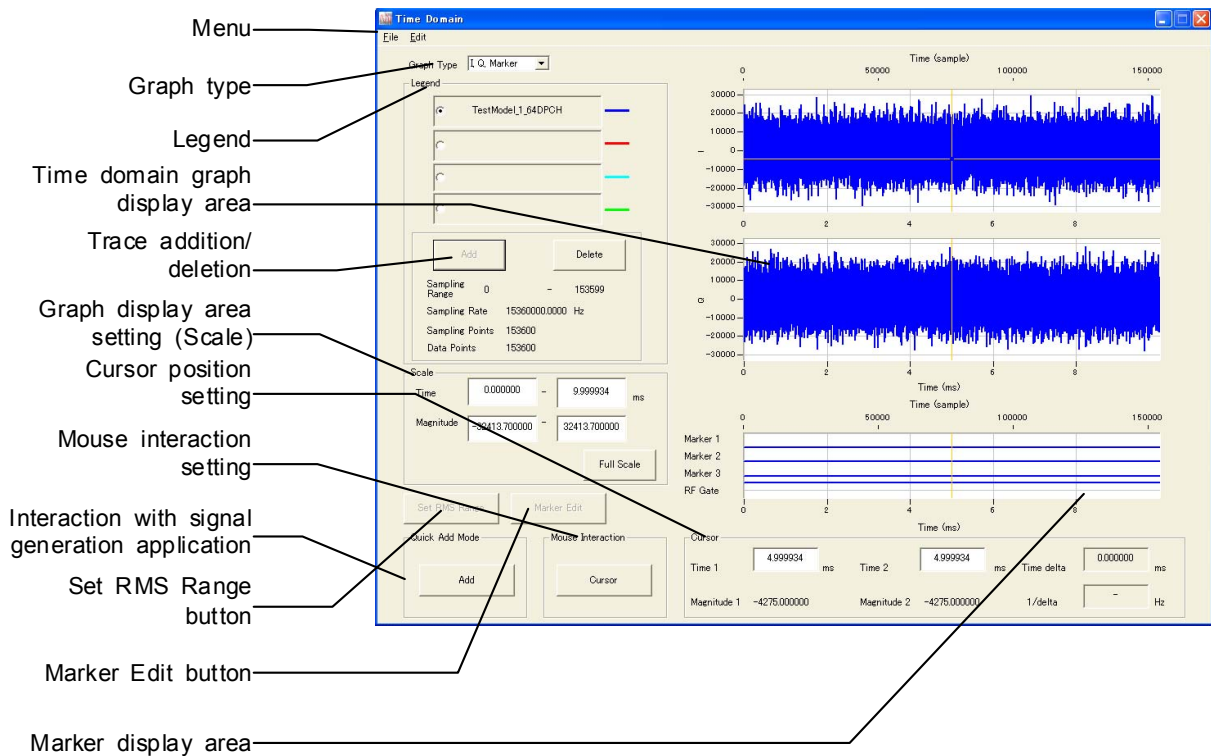 Menu
Graph type
Legend
Time domain graph
display area
Trace addition/
deletion
Graph display area
setting (Scale)
Cursor position
setting
Mouse interaction
setting
Interaction with signal
generation application
Set RMS Range
button
Marker Edit button
Marker display area
Time Domain
File Edit
Graph Type I, Q, Marker
Legend
TestModel_1_64DPCH
Add Delete
Sampling
Range 0 - 153599
Sampling Rate 15360000.0000 Hz
Sampling Points 153600
Data Points 153600
Scale
Time 0.000000 - 9.999934 ms
Magnitude -32413.700000 - 32413.700000
Full Scale
Set RMS Range Marker Edit
Quick Add Mode
Add
Mouse Interaction
Cursor
Time (sample)
0 50000 100000 150000
30000
20000
10000
I 0
-10000
-20000
-30000
0 2 4 6 8
30000
20000
10000
Q 0
-10000
-20000
-30000
0 2 4 6 8
Time (ms)
Time (sample)
0 50000 100000 150000
Marker 1
Marker 2
Marker 3
RF Gate
0 2 4 6 8
Time (ms)
Cursor
Time 1 4.999934 ms Time 2 4.999934 ms Time delta 0.000000 ms
Magnitude 1 -4275.000000 Magnitude 2 -4275.000000 1/delta - Hz